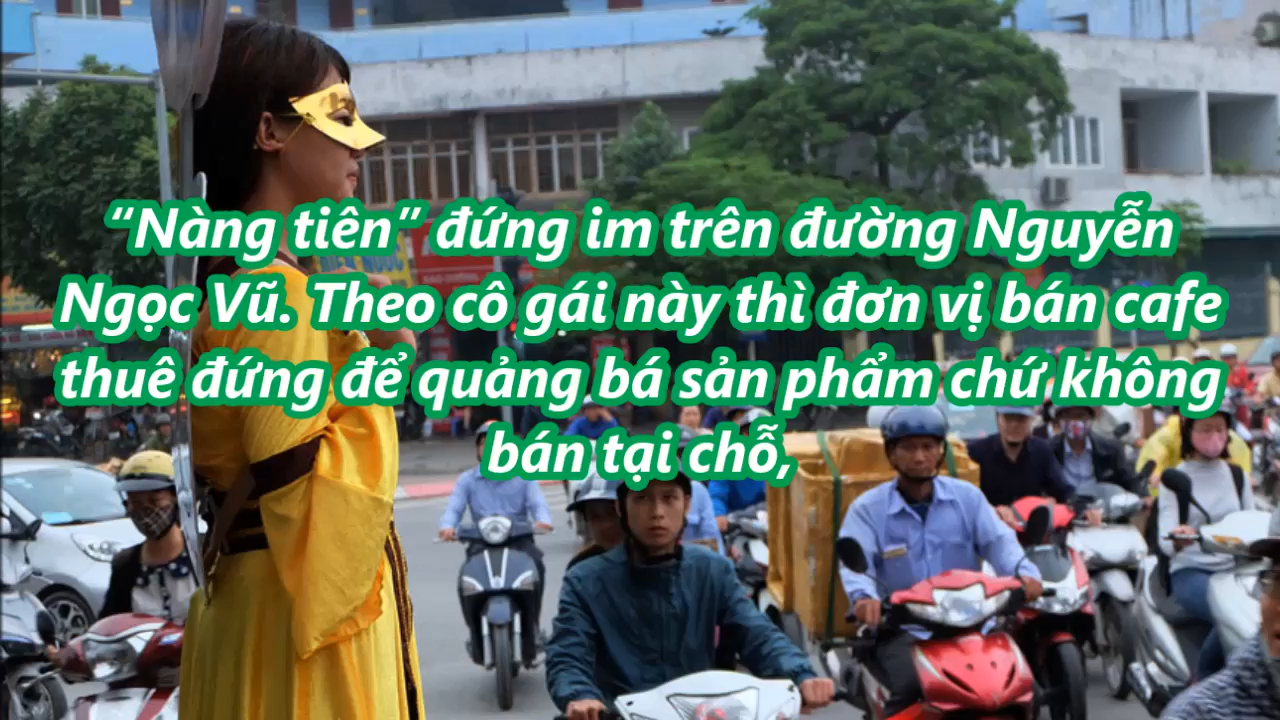 “Nàng tiên” đứng im trên đường Nguyễn
Ngọc Vũ. Theo cô gái này thì đơn vị bán cafe
thuê đứng để quảng bá sản phẩm chứ không
bán tại chỗ,